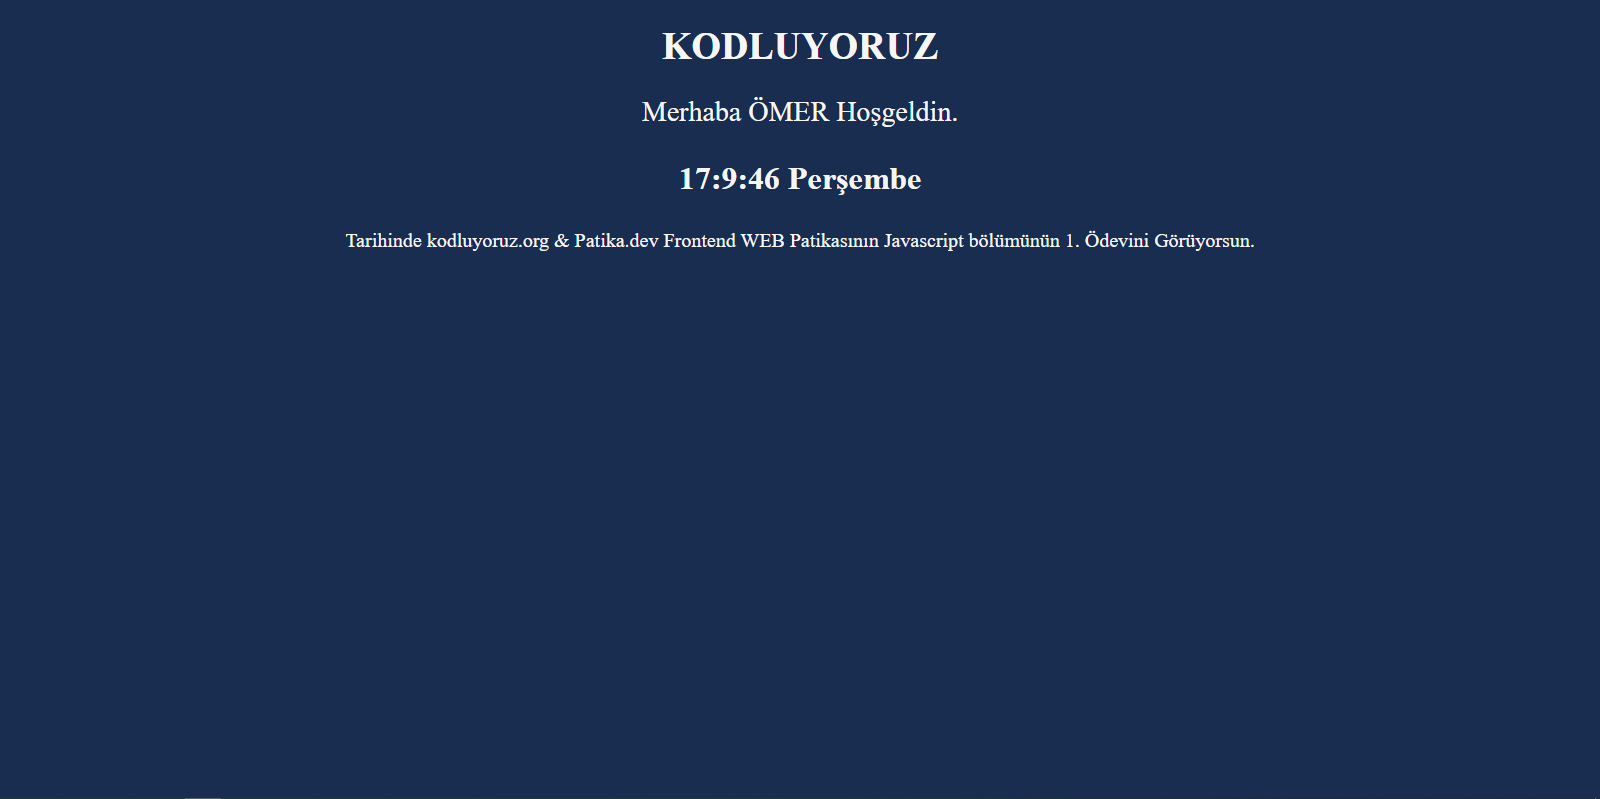 KODLUYORUZ
Merhaba ÖMER Hoşgeldin.
17:9:46 Perşembe
Tarihinde kodluyoruz.org & Patika.dev Frontend WEB Patikasının Javascript bölümünün 1. Ödevini Görüyorsun.